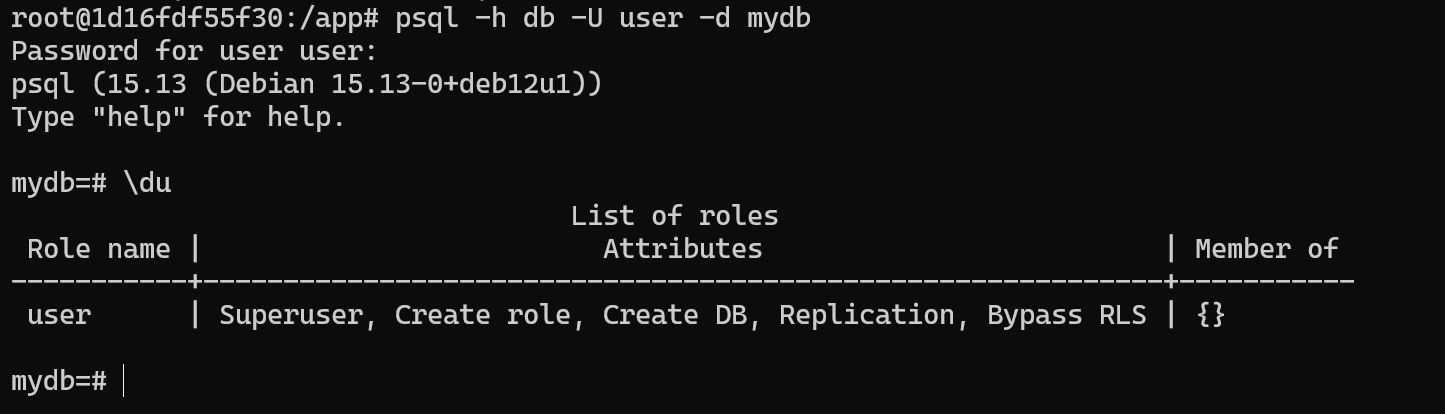 root@1d16fdf55f30:/app# psql -h db -U user -d mydb
Password for user user:
psql (15.13 (Debian 15.13-0+deb12u1))
Type "help" for help.

mydb=# \du
                                   List of roles
 Role name |                         Attributes                         | Member of
-----------+------------------------------------------------------------+-----------
 user      | Superuser, Create role, Create DB, Replication, Bypass RLS | {}

mydb=#